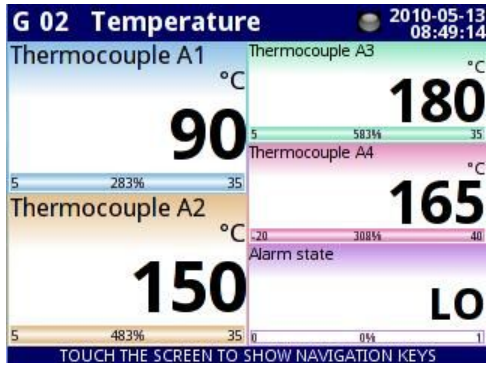 G 02 Temperature
2010-05-13
08:49:14
Thermocouple A1
°C
90
5 283% 35
Thermocouple A2
°C
150
5 483% 35
Thermocouple A3
°C
180
5 583% 35
Thermocouple A4
°C
165
-20 308% 40
Alarm state
LO
0 0% 1
TOUCH THE SCREEN TO SHOW NAVIGATION KEYS